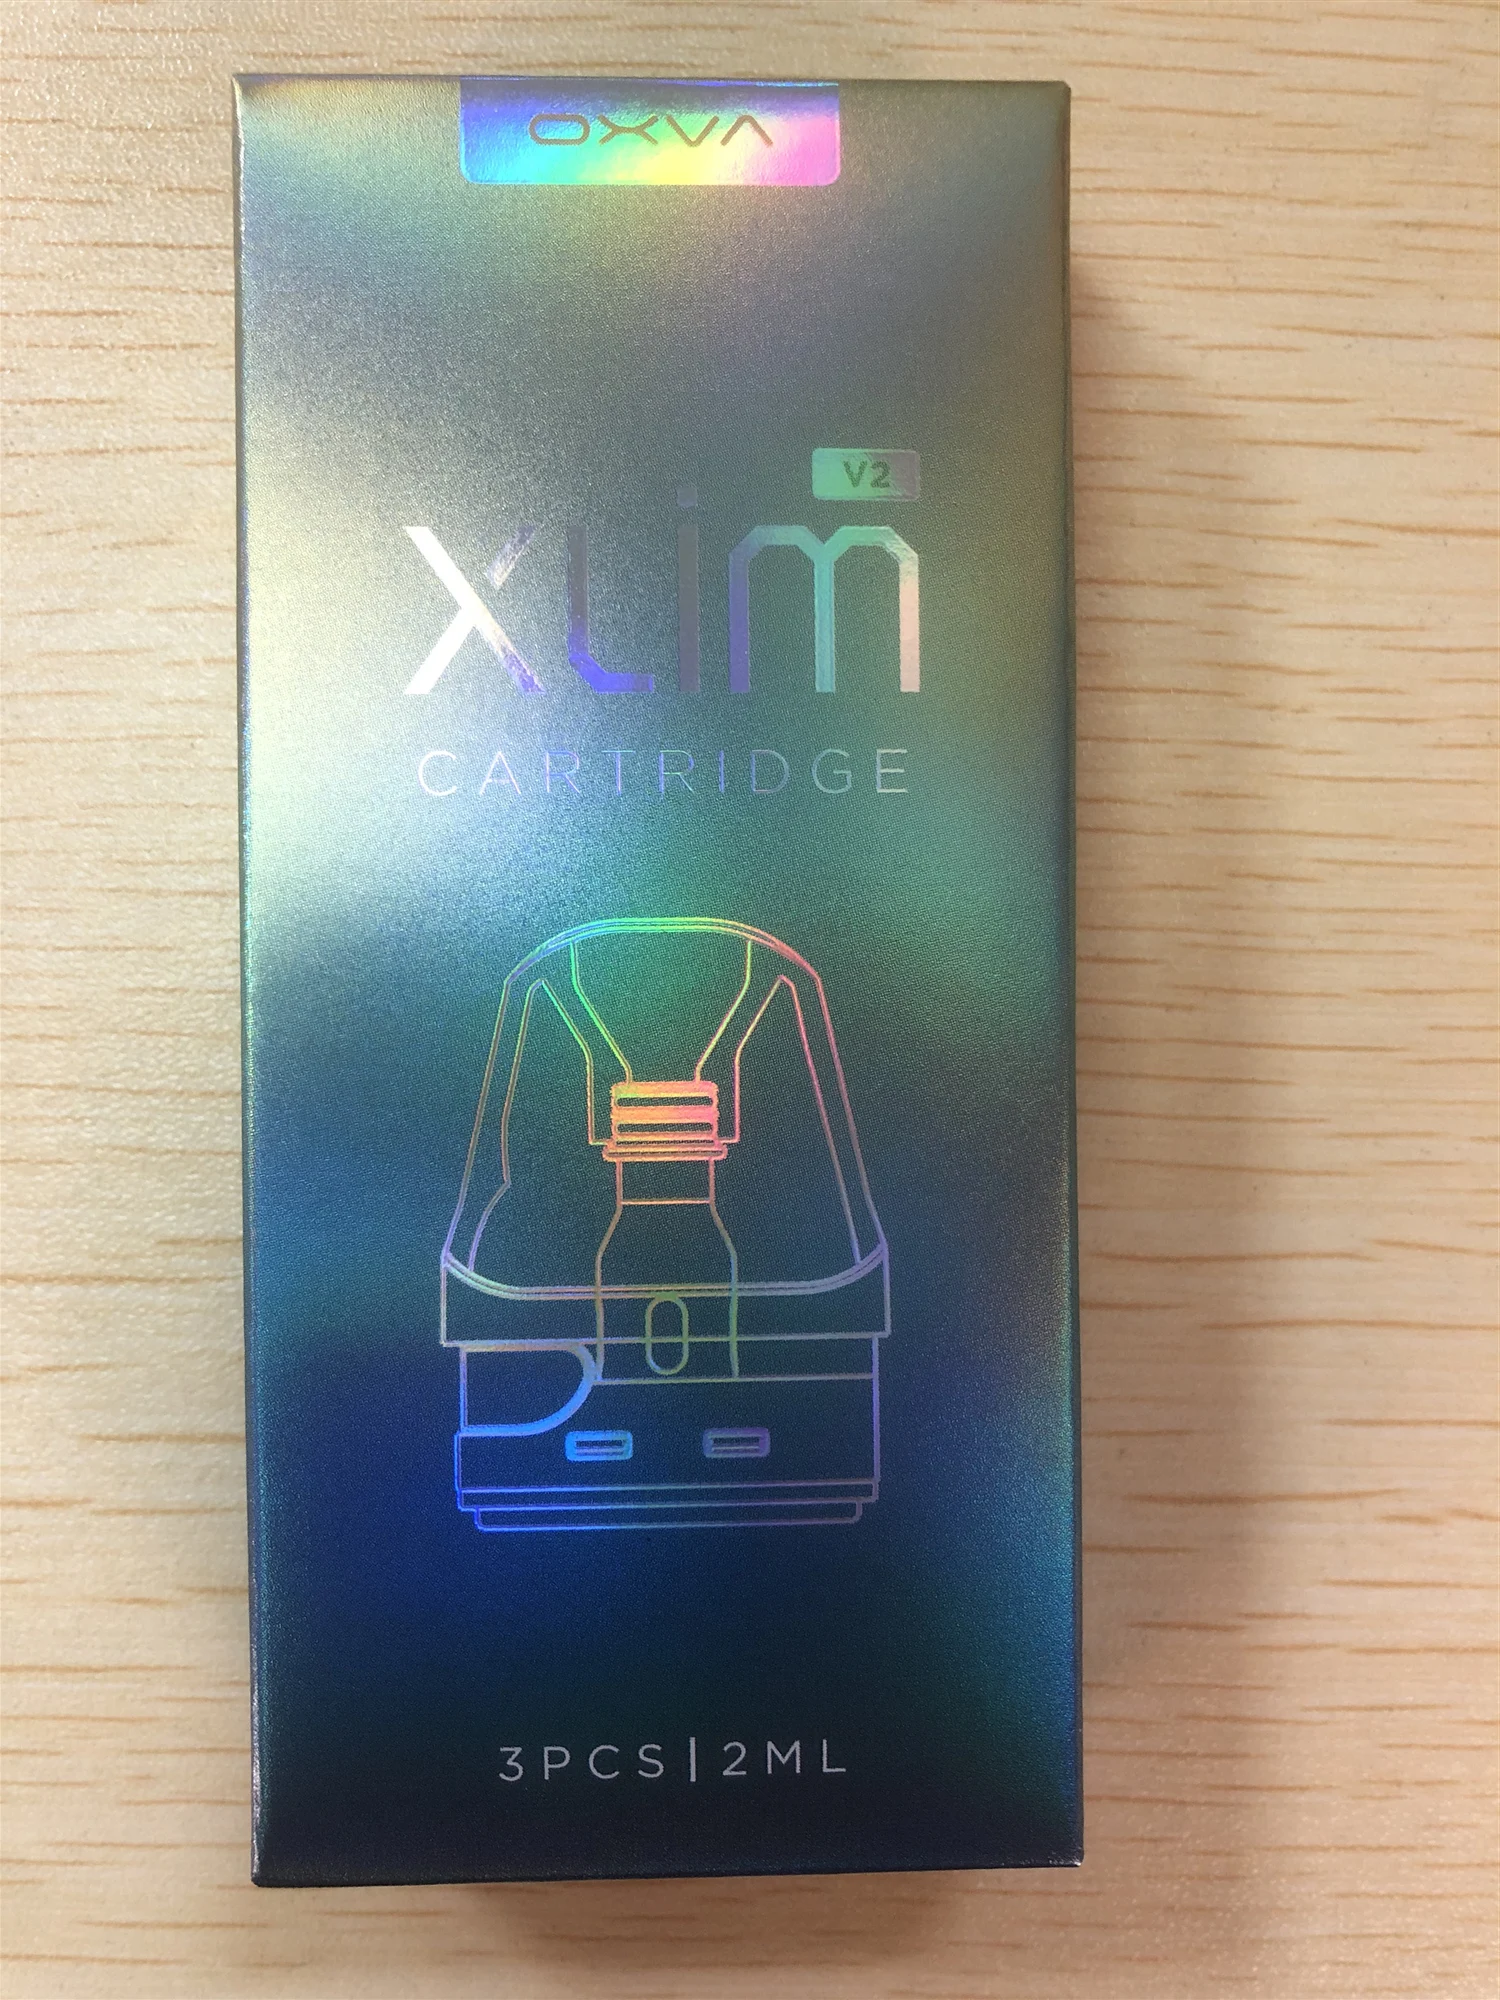 OXVA
V2
XLIM
CARTRIDGE
3PCS|2ML